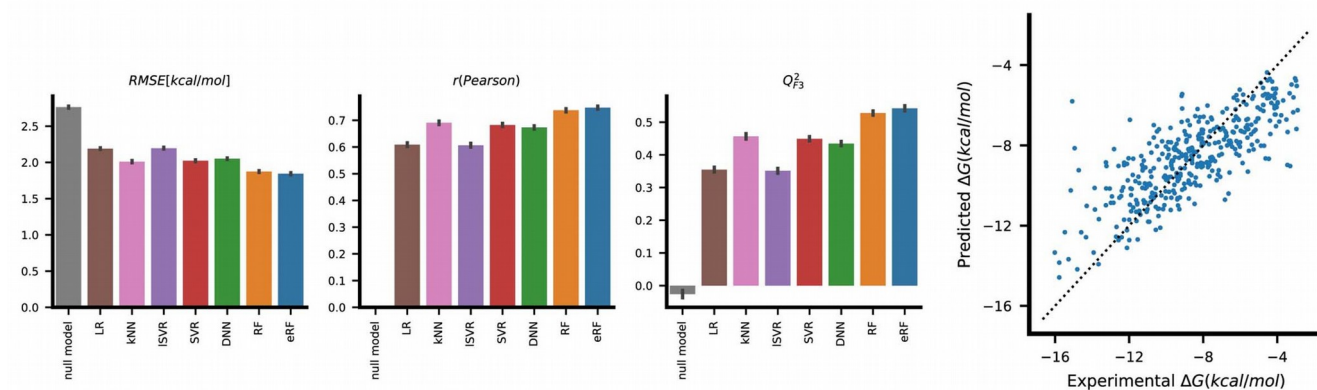 RMSE[kcal/mol]
2.5
2.0
1.5
1.0
0.5
0.0
null model
LR
kNN
lSVR
SVR
DNN
RF
eRF
r(Pearson)
0.7
0.6
0.5
0.4
0.3
0.2
0.1
0.0
null model
LR
kNN
lSVR
SVR
DNN
RF
eRF
Q²F3
0.5
0.4
0.3
0.2
0.1
0.0
null model
LR
kNN
lSVR
SVR
DNN
RF
eRF
Predicted ΔG(kcal/mol)
−4
−8
−12
−16
−16
−12
−8
−4
Experimental ΔG(kcal/mol)